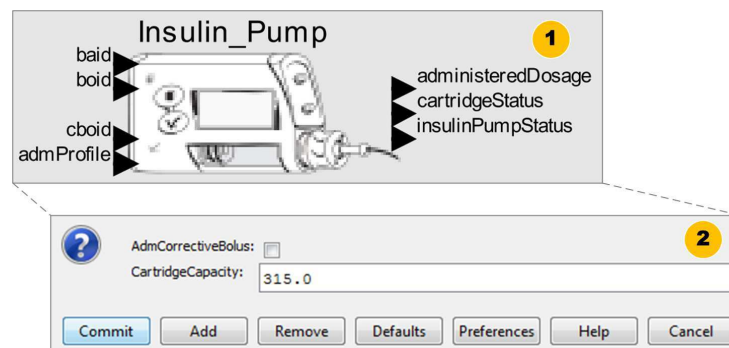 Insulin_Pump
1
baid
boid
cboid
admProfile
administeredDosage
cartridgeStatus
insulinPumpStatus
2
?
AdmCorrectiveBolus:
CartridgeCapacity: 315.0
Commit Add Remove Defaults Preferences Help Cancel